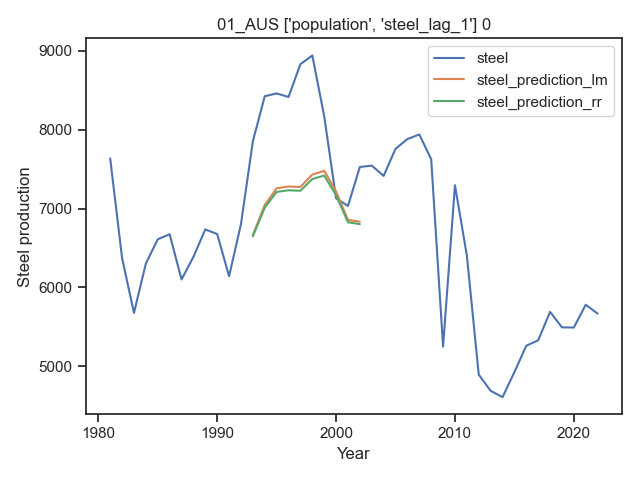 01_AUS ['population', 'steel_lag_1'] 0
steel
steel_prediction_lm
steel_prediction_rr
9000
8000
7000
6000
5000
Steel production
1980
1990
2000
2010
2020
Year